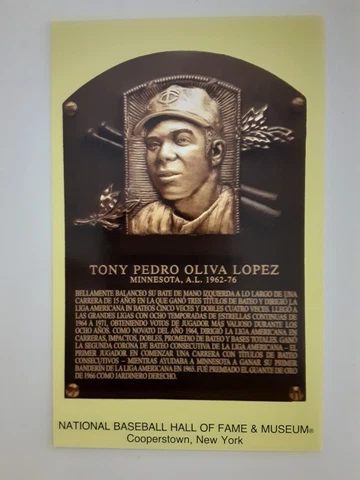 TONY PEDRO OLIVA LOPEZ
MINNESOTA, A.L. 1962-76
BELLAMENTE BALANCEO SU BATE DE MANO IZQUIERDA A LO LARGO DE UNA
CARRERA DE 15 AÑOS EN LA QUE GANÓ TRES TÍTULOS DE BATEO Y DIRIGIÓ LA
LIGA AMERICANA EN BATEOS CINCO VECES Y DOBLES CUATRO VECES. LLEGÓ A
LAS GRANDES LIGAS CON OCHO TEMPORADAS DE ESTRELLAS CONTINUAS DE
1964 A 1971, OBTENIENDO VOTOS DE JUGADOR MÁS VALIOSO DURANTE LOS
OCHO AÑOS. COMO NOVATO DEL AÑO 1964, DIRIGIÓ LA LIGA AMERICANA EN
CARRERAS, IMPACTOS, DOBLES, PROMEDIO DE BATEO Y BASES TOTALES. GANÓ
LA SEGUNDA CORONA DE BATEO CONSECUTIVA DE LA LIGA AMERICANA – EL
PRIMER JUGADOR EN COMENZAR UNA CARRERA CON TÍTULOS DE BATEO
CONSECUTIVOS – MIENTRAS AYUDABA A MINNESOTA A GANAR SU PRIMER
BANDERÍN DE LA LIGA AMERICANA EN 1965. FUÉ PREMIADO EL GUANTE DE ORO
DE 1966 COMO JARDINERO DERECHO.
NATIONAL BASEBALL HALL OF FAME & MUSEUM®
Cooperstown, New York